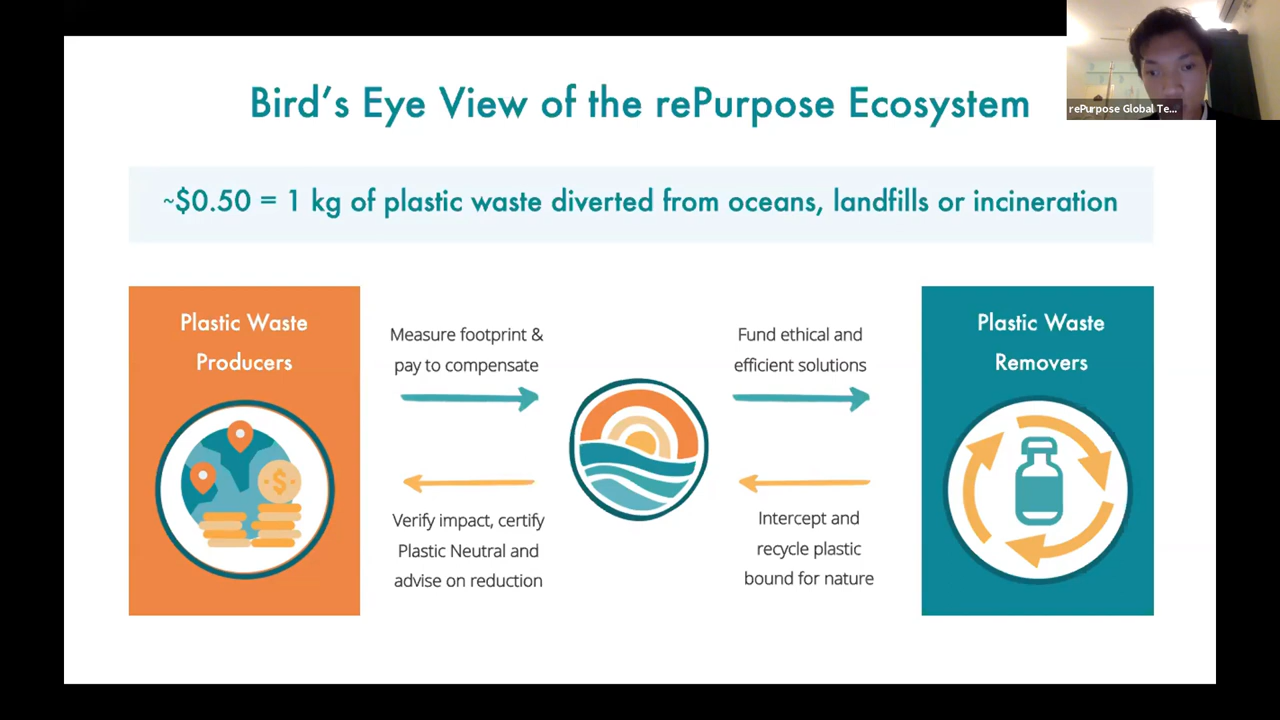 Bird's Eye View of the rePurpose Ecosystem
rePurpose Global Te...
~$0.50 = 1 kg of plastic waste diverted from oceans, landfills or incineration
Plastic Waste
Producers
Measure footprint &
pay to compensate
Fund ethical and
efficient solutions
Plastic Waste
Removers
$
Verify impact, certify
Plastic Neutral and
advise on reduction
Intercept and
recycle plastic
bound for nature